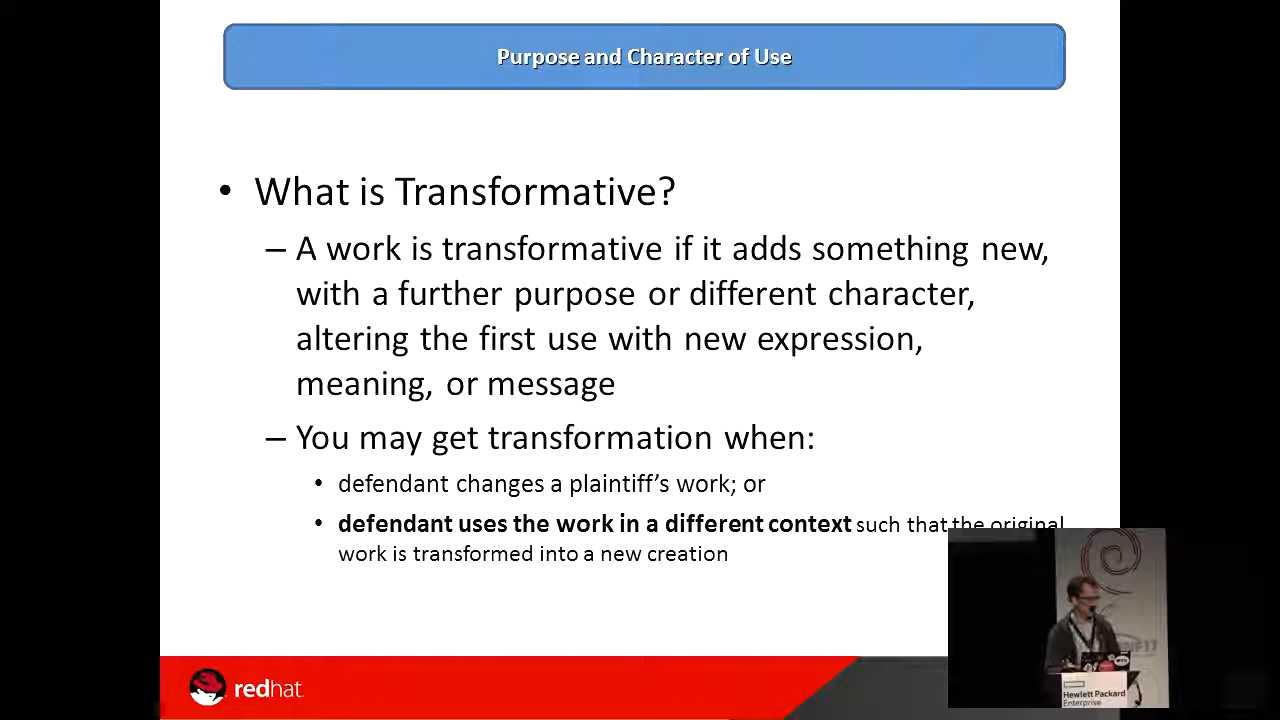 Purpose and Character of Use
• What is Transformative?
– A work is transformative if it adds something new,
with a further purpose or different character,
altering the first use with new expression,
meaning, or message
– You may get transformation when:
• defendant changes a plaintiff’s work; or
• defendant uses the work in a different context such that the original
work is transformed into a new creation
redhat
Hewlett Packard
Enterprise